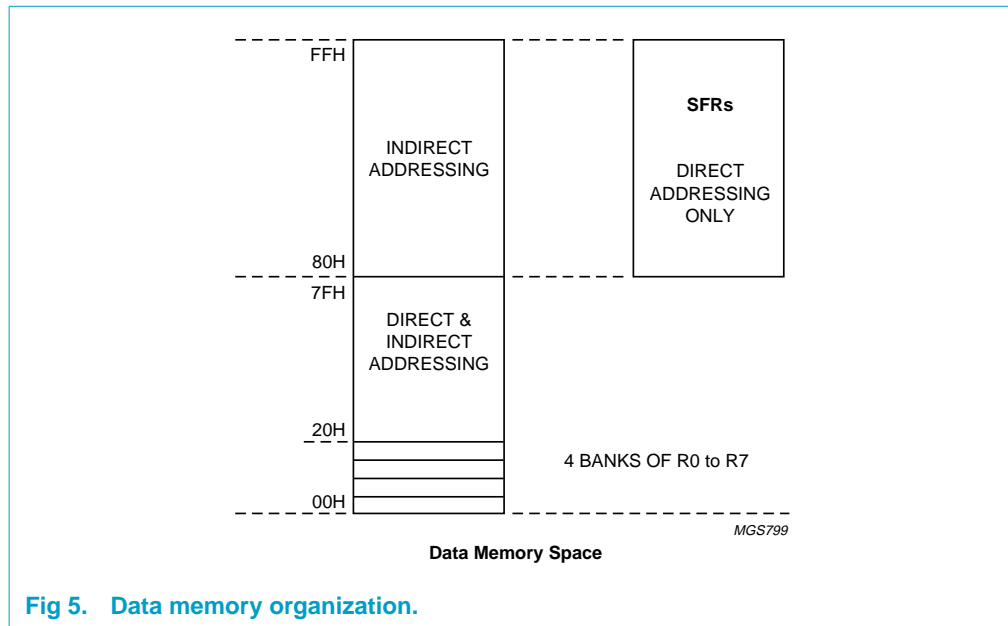 FFH
SFRs
INDIRECT
ADDRESSING
DIRECT
ADDRESSING
ONLY
80H
7FH
DIRECT &
INDIRECT
ADDRESSING
20H
4 BANKS OF R0 to R7
00H
MGS799
Data Memory Space
Fig 5. Data memory organization.